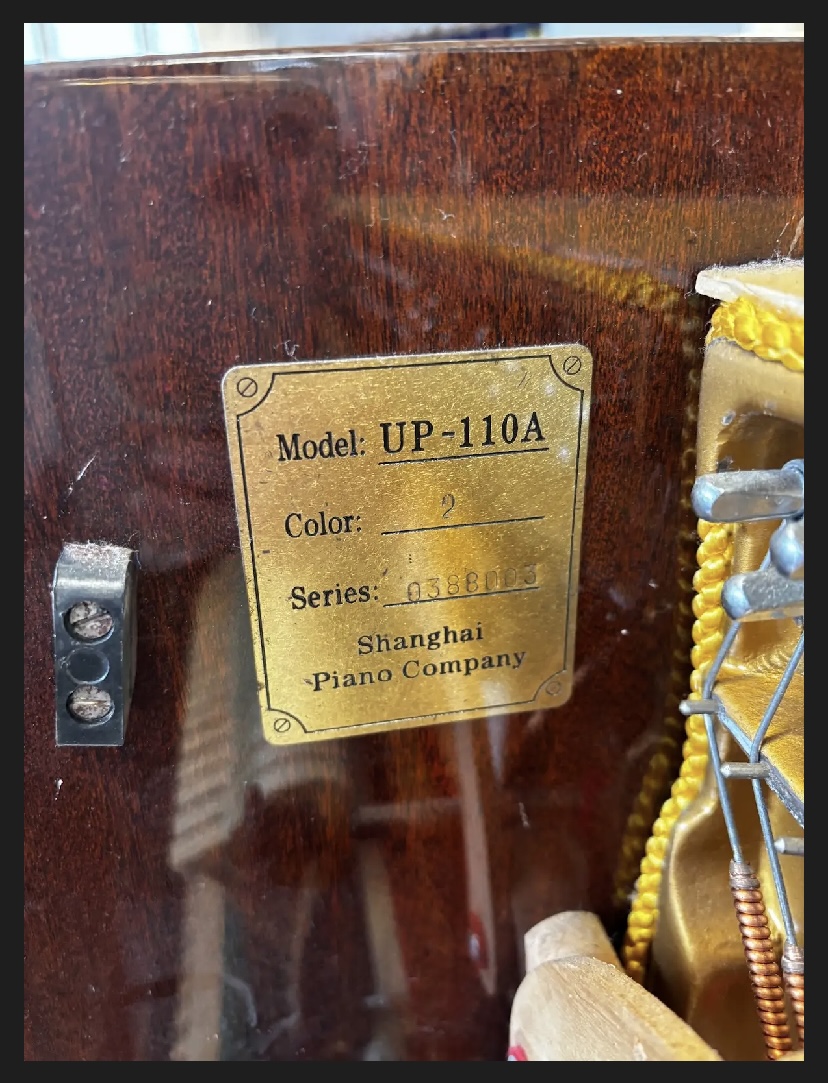 Model: UP-110A
Color: 2
Series: 0388003
Shanghai
Piano Company